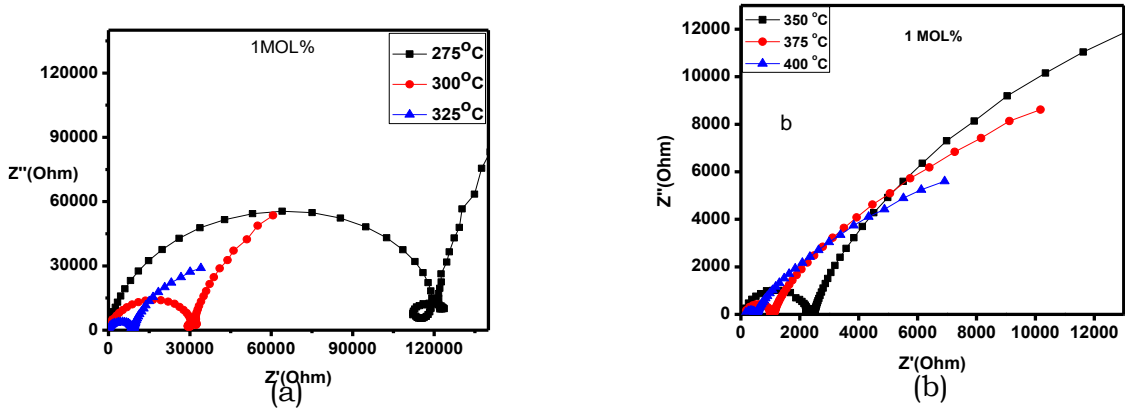 1MOL%
275°C
300°C
325°C
120000
90000
Z''(Ohm)
60000
30000
0
0 30000 60000 90000 120000
Z'(Ohm)
(a)
(b)
350 °C
375 °C
400 °C
1 MOL%
b
12000
10000
8000
6000
4000
2000
0
Z''(Ohm)
0 2000 4000 6000 8000 10000 12000
Z'(Ohm)
(b)